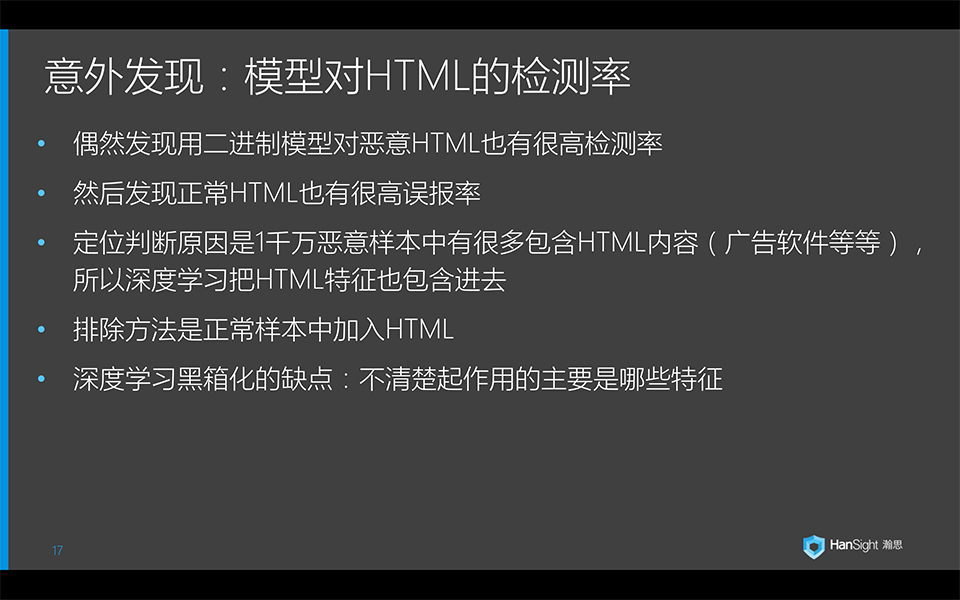 意外发现：模型对HTML的检测率
• 偶然发现用二进制模型对恶意HTML也有很高检测率
• 然后发现正常HTML也有很高误报率
• 定位判断原因是1千万恶意样本中有很多包含HTML内容（广告软件等等），
所以深度学习把HTML特征也包含进去
• 排除方法是正常样本中加入HTML
• 深度学习黑箱化的缺点：不清楚起作用的主要是哪些特征
17
HanSight 瀚思